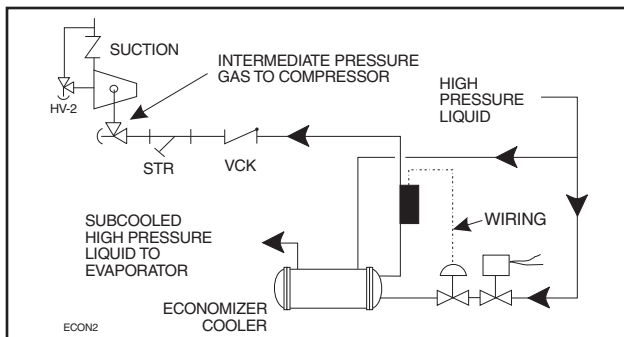 SUCTION
INTERMEDIATE PRESSURE
GAS TO COMPRESSOR
HIGH
PRESSURE
LIQUID
HV-2
STR
VCK
WIRING
SUBCOOLED
HIGH PRESSURE
LIQUID TO
EVAPORATOR
ECONOMIZER
COOLER
ECON2